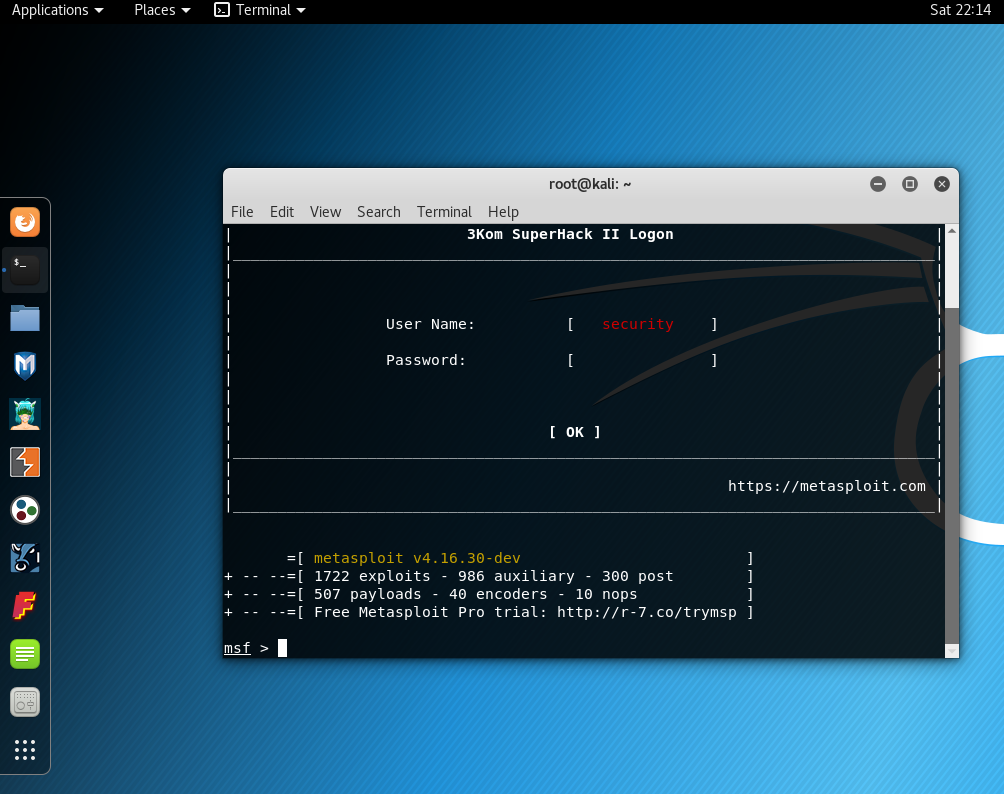 Applications Places Terminal Sat 22:14
root@kali: ~
File Edit View Search Terminal Help
3Kom SuperHack II Logon
User Name: [ security ]
Password: [ ]
[ OK ]
https://metasploit.com
=[ metasploit v4.16.30-dev ]
+ -- --=[ 1722 exploits - 986 auxiliary - 300 post ]
+ -- --=[ 507 payloads - 40 encoders - 10 nops ]
+ -- --=[ Free Metasploit Pro trial: http://r-7.co/trymsp ]
msf >